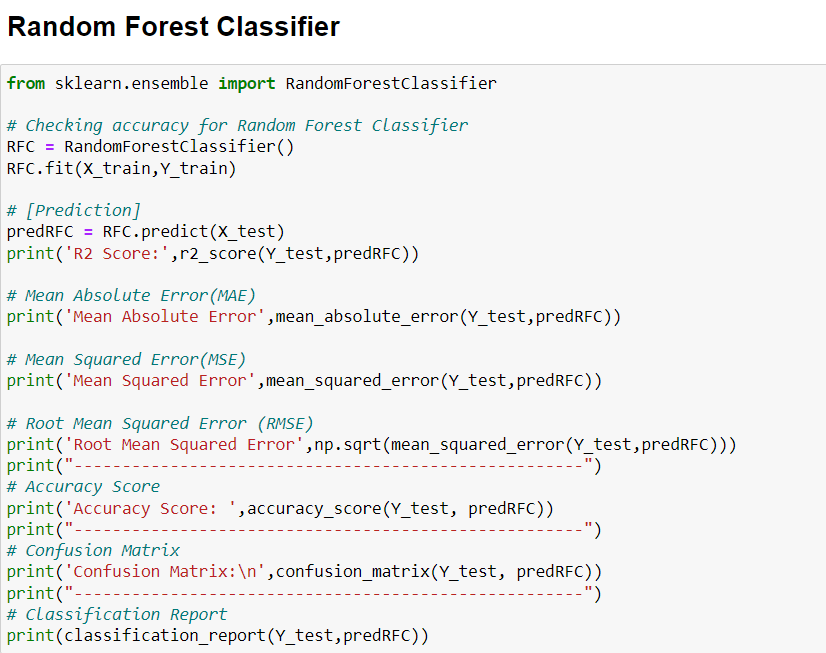 Random Forest Classifier
from sklearn.ensemble import RandomForestClassifier
# Checking accuracy for Random Forest Classifier
RFC = RandomForestClassifier()
RFC.fit(X_train,Y_train)
# [Prediction]
predRFC = RFC.predict(X_test)
print('R2 Score:',r2_score(Y_test,predRFC))
# Mean Absolute Error(MAE)
print('Mean Absolute Error',mean_absolute_error(Y_test,predRFC))
# Mean Squared Error(MSE)
print('Mean Squared Error',mean_squared_error(Y_test,predRFC))
# Root Mean Squared Error (RMSE)
print('Root Mean Squared Error',np.sqrt(mean_squared_error(Y_test,predRFC)))
print("-----------------------------------------------------")
# Accuracy Score
print('Accuracy Score: ',accuracy_score(Y_test, predRFC))
print("-----------------------------------------------------")
# Confusion Matrix
print('Confusion Matrix:\n',confusion_matrix(Y_test, predRFC))
print("-----------------------------------------------------")
# Classification Report
print(classification_report(Y_test,predRFC))